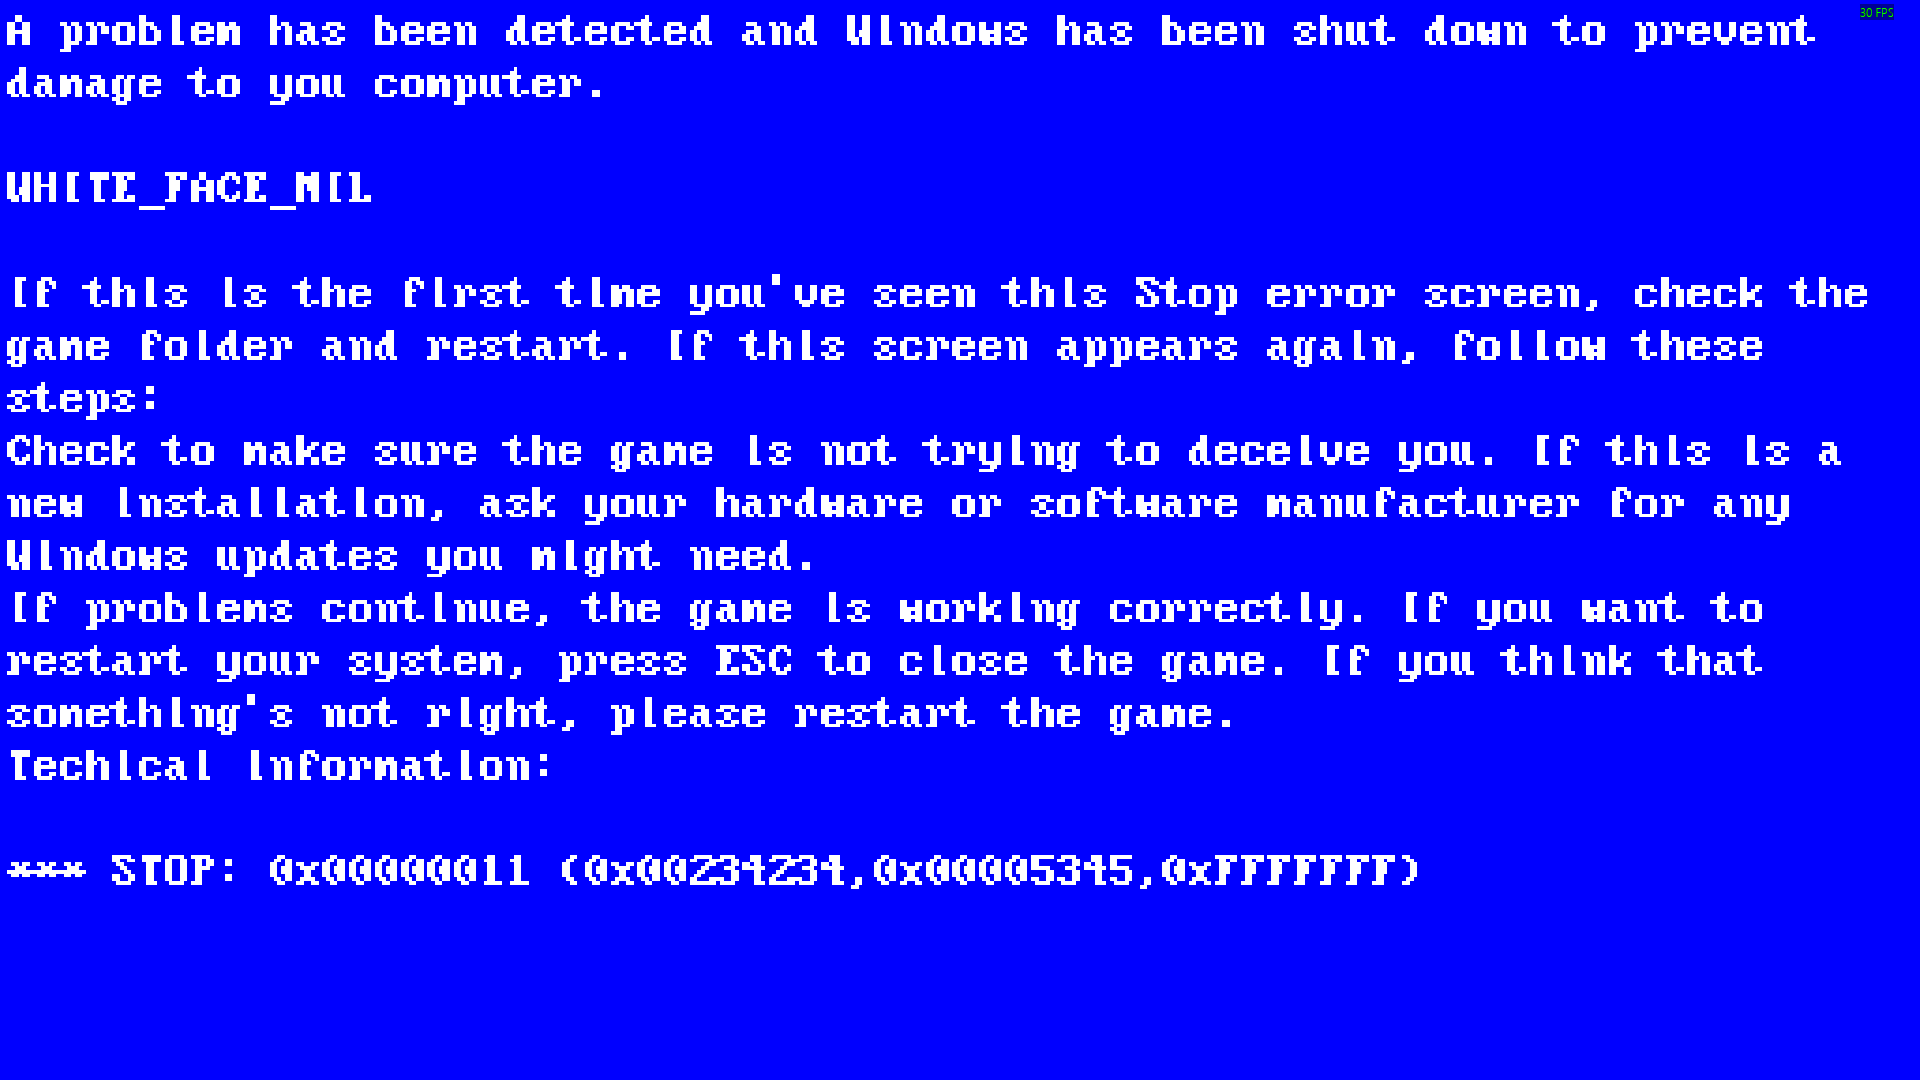 A problem has been detected and Windows has been shut down to prevent
30 FPS
damage to you computer.
WHITE_FACE_MIL
If this is the first time you've seen this Stop error screen, check the
game folder and restart. If this screen appears again, follow these
steps:
Check to make sure the game is not trying to deceive you. If this is a
new installation, ask your hardware or software manufacturer for any
Windows updates you might need.
If problems continue, the game is working correctly. If you want to
restart your system, press ESC to close the game. If you think that
something's not right, please restart the game.
Techical information:
*** STOP: 0x00000011 (0x00234234,0x00005345,0xFFFFFFF)